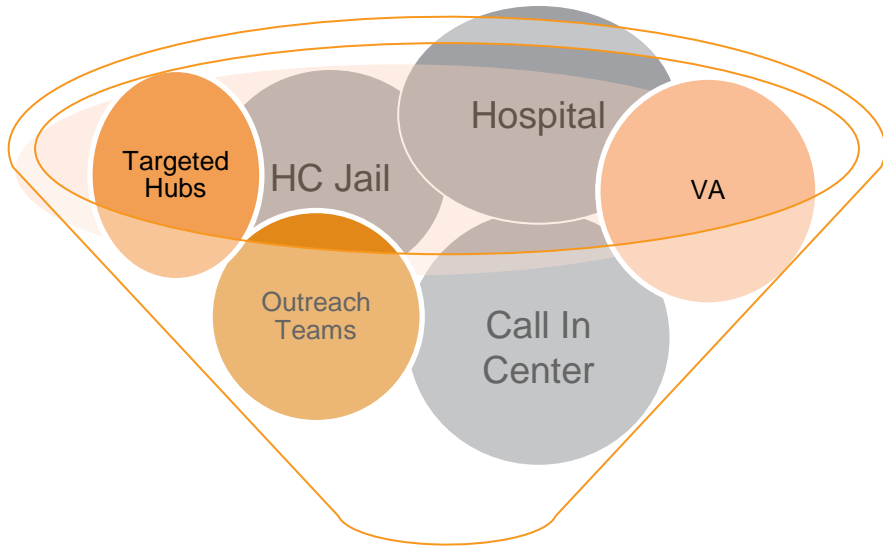 Hospital
Targeted
Hubs
HC Jail
VA
Outreach
Teams
Call In
Center